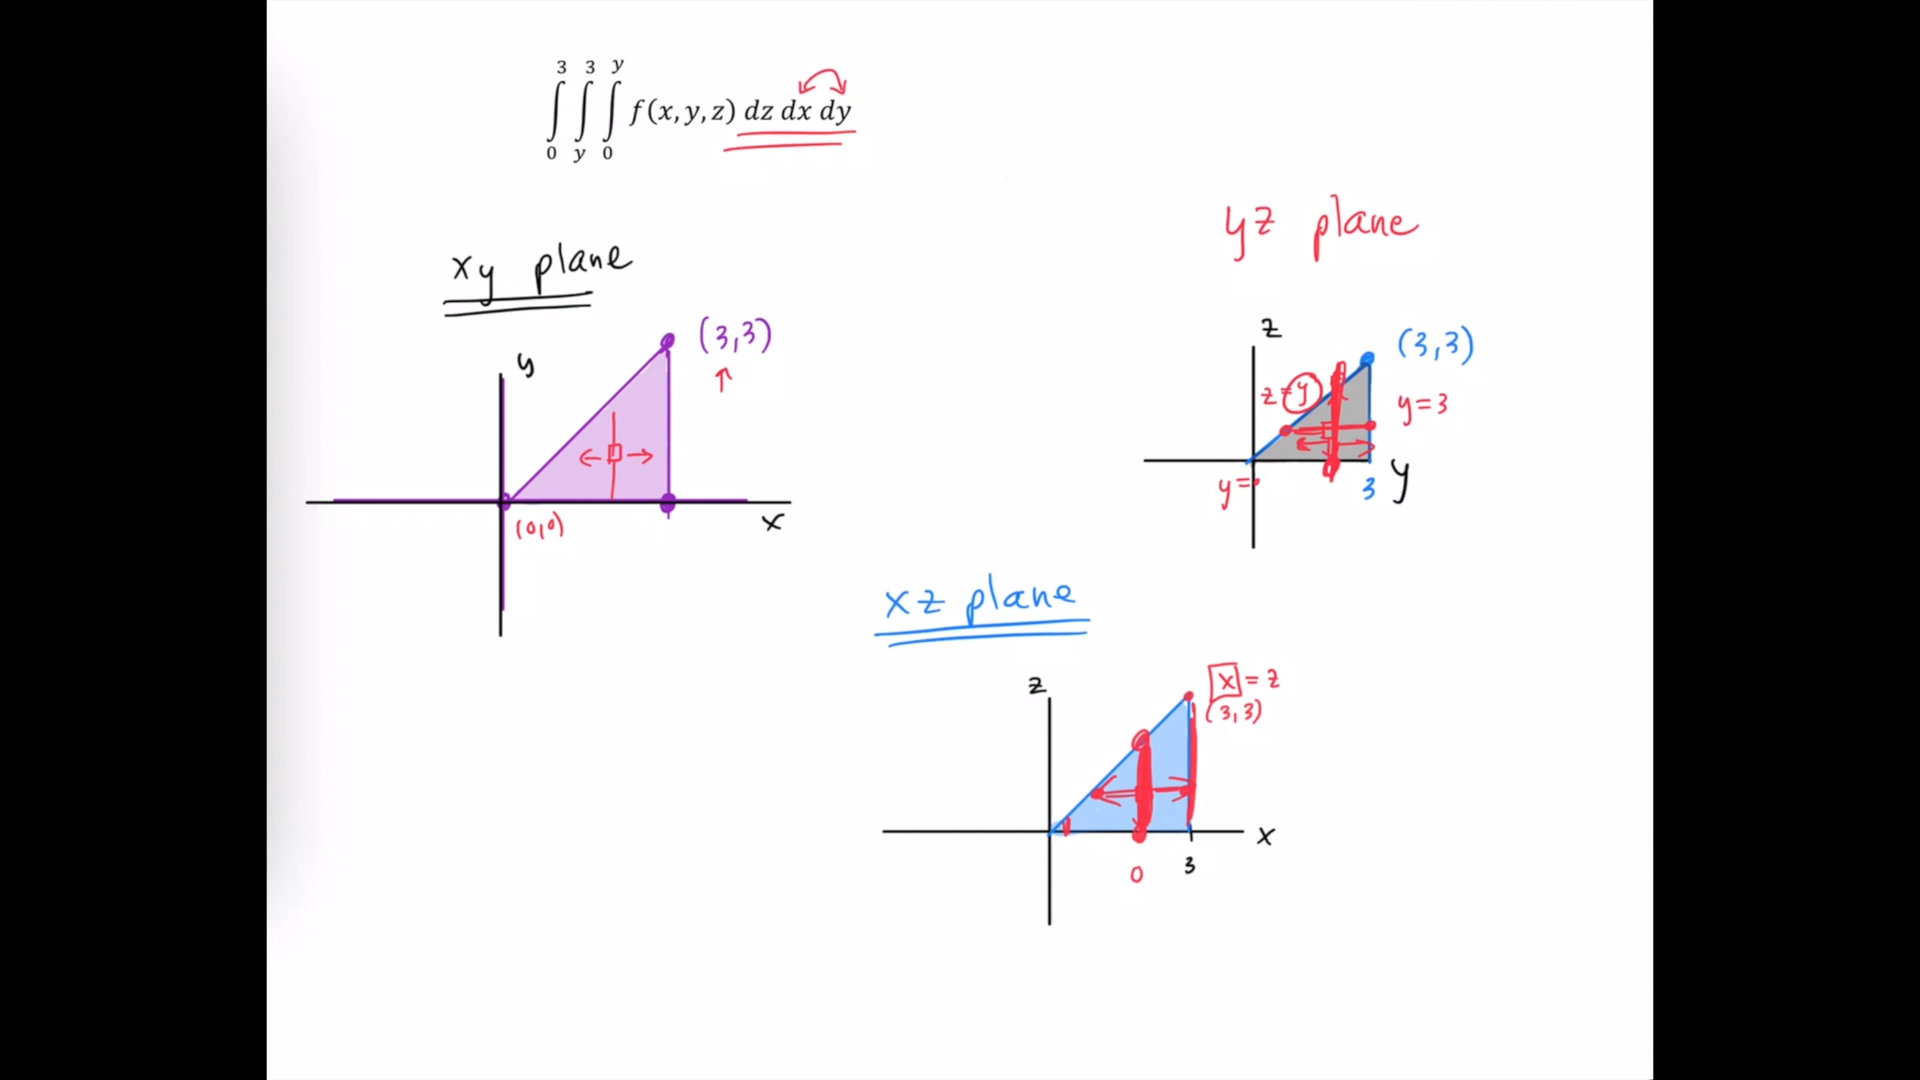 ∫₀³ ∫ᵧ³ ∫₀ʸ f(x, y, z) dz dx dy
xy plane
y
(3,3)
↑
(0,0)
x
yz plane
z
(3,3)
z=y
y=3
y=
3
y
xz plane
z
x = z
(3,3)
x
0
3